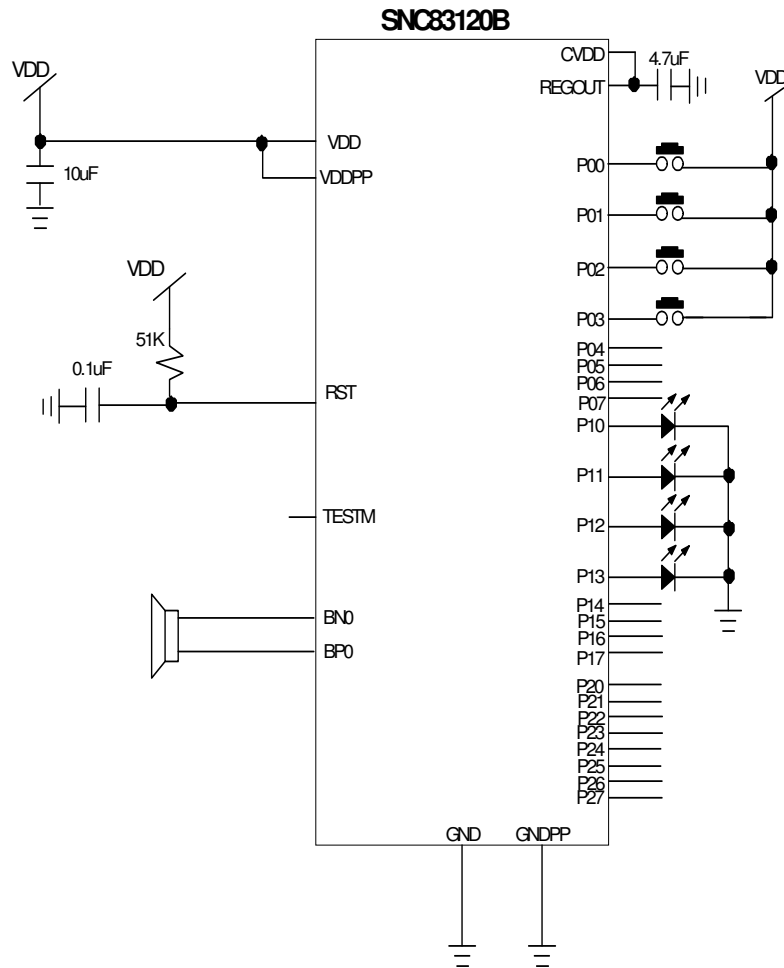 SNC83120B
CVDD
4.7uF
VDD
REGOUT
VDD
VDD
10uF
VDDPP
P00
P01
P02
P03
VDD
51K
0.1uF
RST
P04
P05
P06
P07
P10
P11
P12
P13
TESTM
BN0
BP0
P14
P15
P16
P17
P20
P21
P22
P23
P24
P25
P26
P27
GND
GNDPP